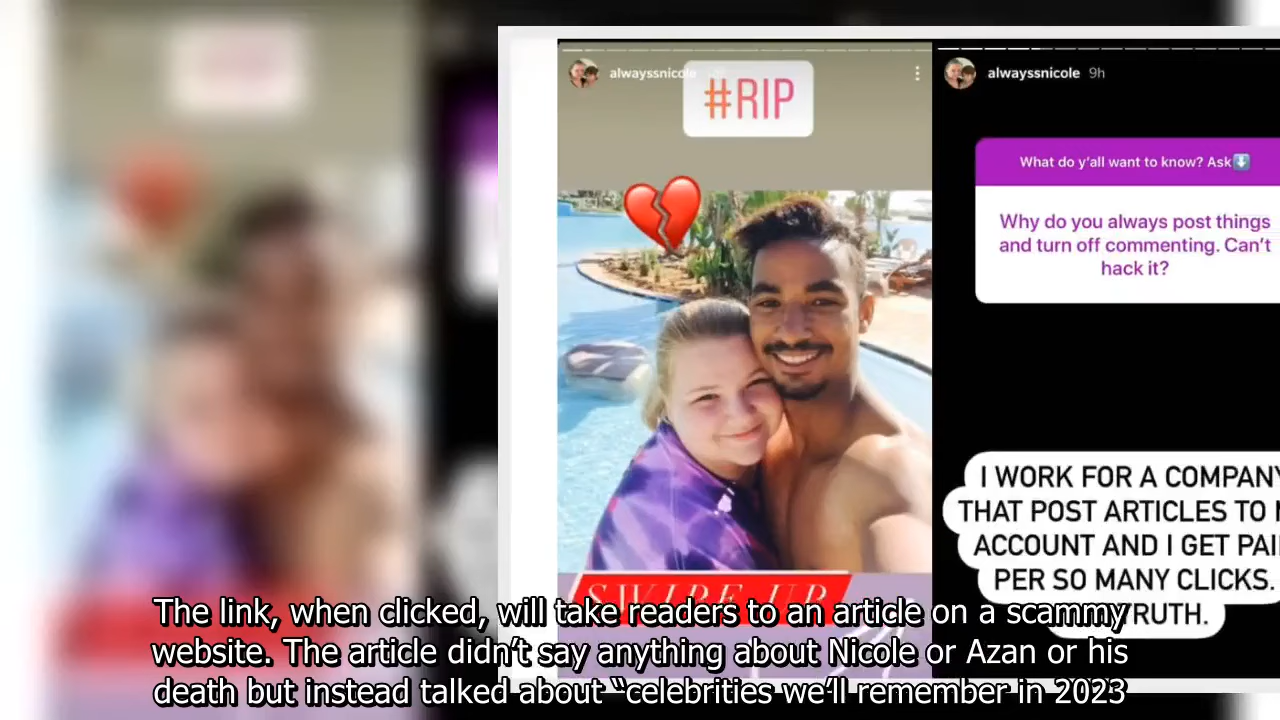 alwayssnicole
#RIP
SWIPE UP
alwayssnicole 9h
What do y'all want to know? Ask
Why do you always post things
and turn off commenting. Can't
hack it?
I WORK FOR A COMPANY
THAT POST ARTICLES TO
ACCOUNT AND I GET PAI
PER SO MANY CLICKS.
TRUTH.
The link, when clicked, will take readers to an article on a scammy
website. The article didn't say anything about Nicole or Azan or his
death but instead talked about “celebrities we'll remember in 2023